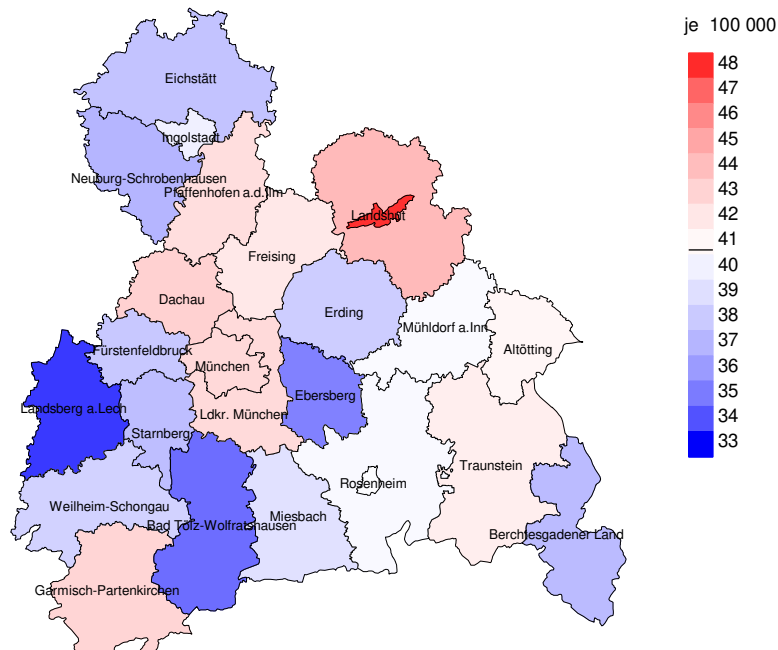 je 100 000
48
47
46
45
44
43
42
41
40
39
38
37
36
35
34
33
Eichstätt
Ingolstadt
Neuburg-Schrobenhausen
Pfaffenhofen a.d.Ilm
Landshut
Freising
Dachau
Erding
Mühldorf a.Inn
Fürstenfeldbruck
Altötting
München
Ebersberg
Landsberg a.Lech
Ldkr. München
Starnberg
Traunstein
Rosenheim
Weilheim-Schongau
Miesbach
Bad Tölz-Wolfratshausen
Berchtesgadener Land
Garmisch-Partenkirchen